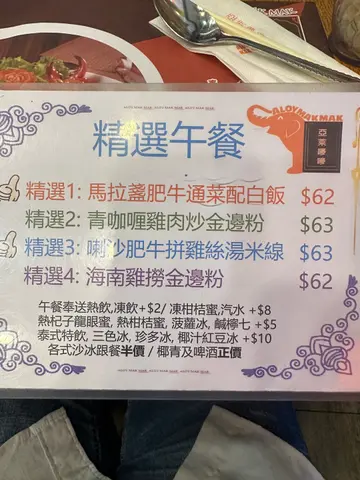 ALOYMAKMAK
亞萊嚤嚤
精選午餐
精選1: 馬拉盞肥牛通菜配白飯 $62
精選2: 青咖喱雞肉炒金邊粉 $63
精選3: 喇沙肥牛拼雞絲湯米線 $63
精選4: 海南雞撈金邊粉 $62
午餐奉送熱飲,凍飲+$2/ 凍柑桔蜜,汽水 +$8
熱杞子龍眼蜜, 熱柑桔蜜, 菠蘿冰, 鹹檸七 +$5
泰式特飲, 三色冰, 珍多冰, 椰汁紅豆冰 +$10
各式沙冰跟餐半價 / 椰青及啤酒正價